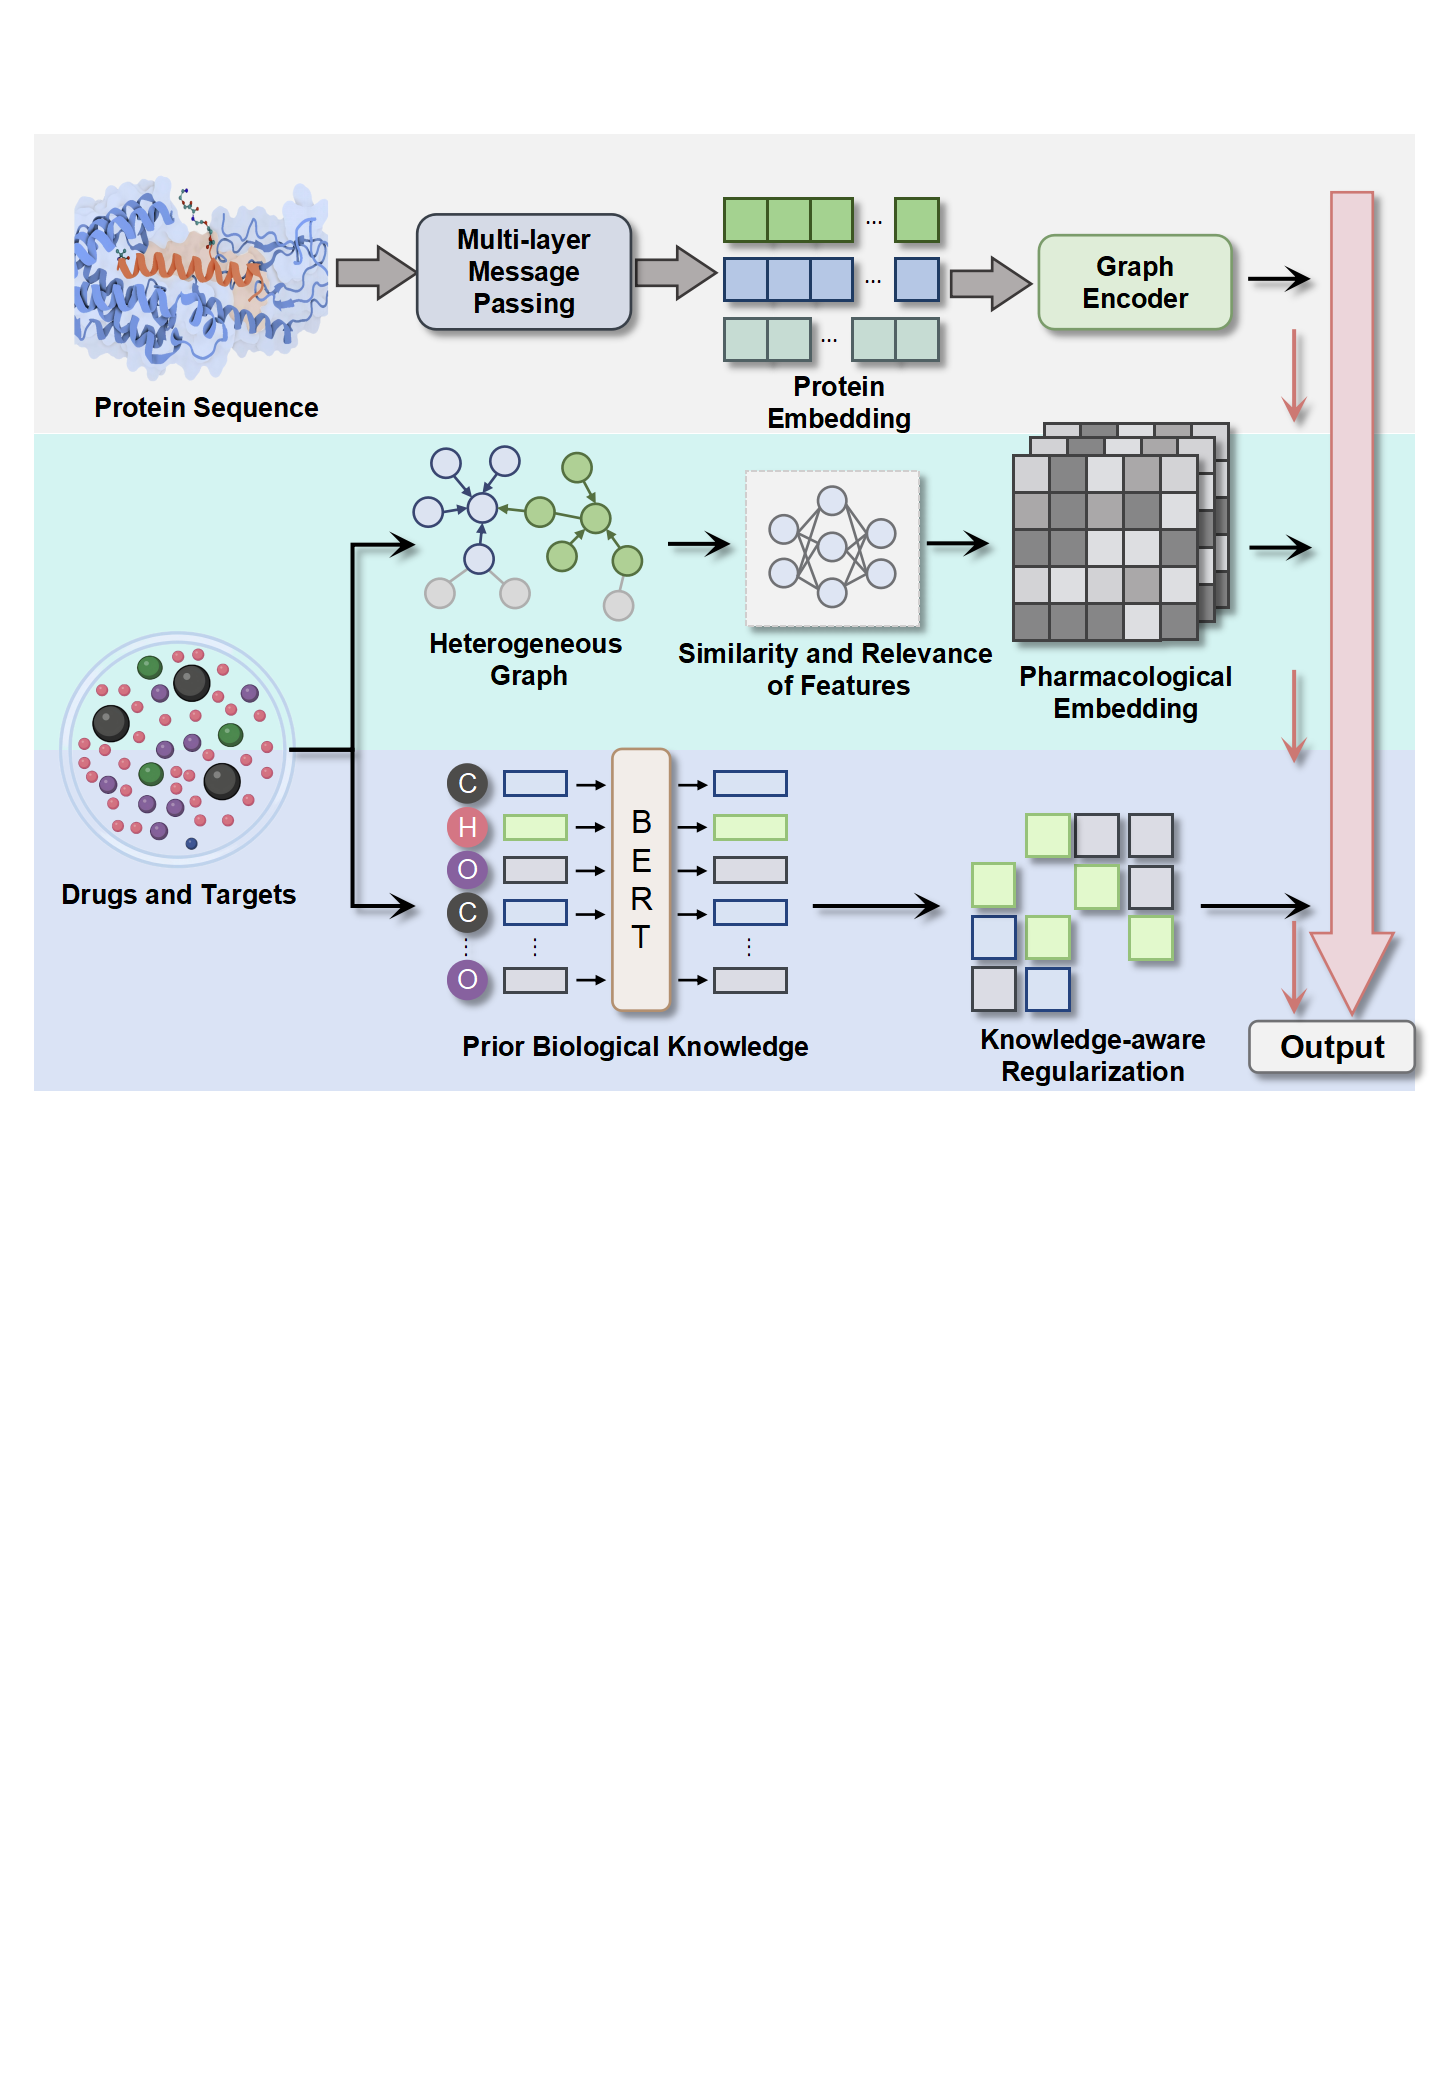 Multi-layer
Message
Passing
...
...
...
Graph
Encoder
Protein Sequence
Protein
Embedding
Heterogeneous
Graph
Similarity and Relevance
of Features
Pharmacological
Embedding
Drugs and Targets
C
H
O
C
O
B
E
R
T
Prior Biological Knowledge
Knowledge-aware
Regularization
Output